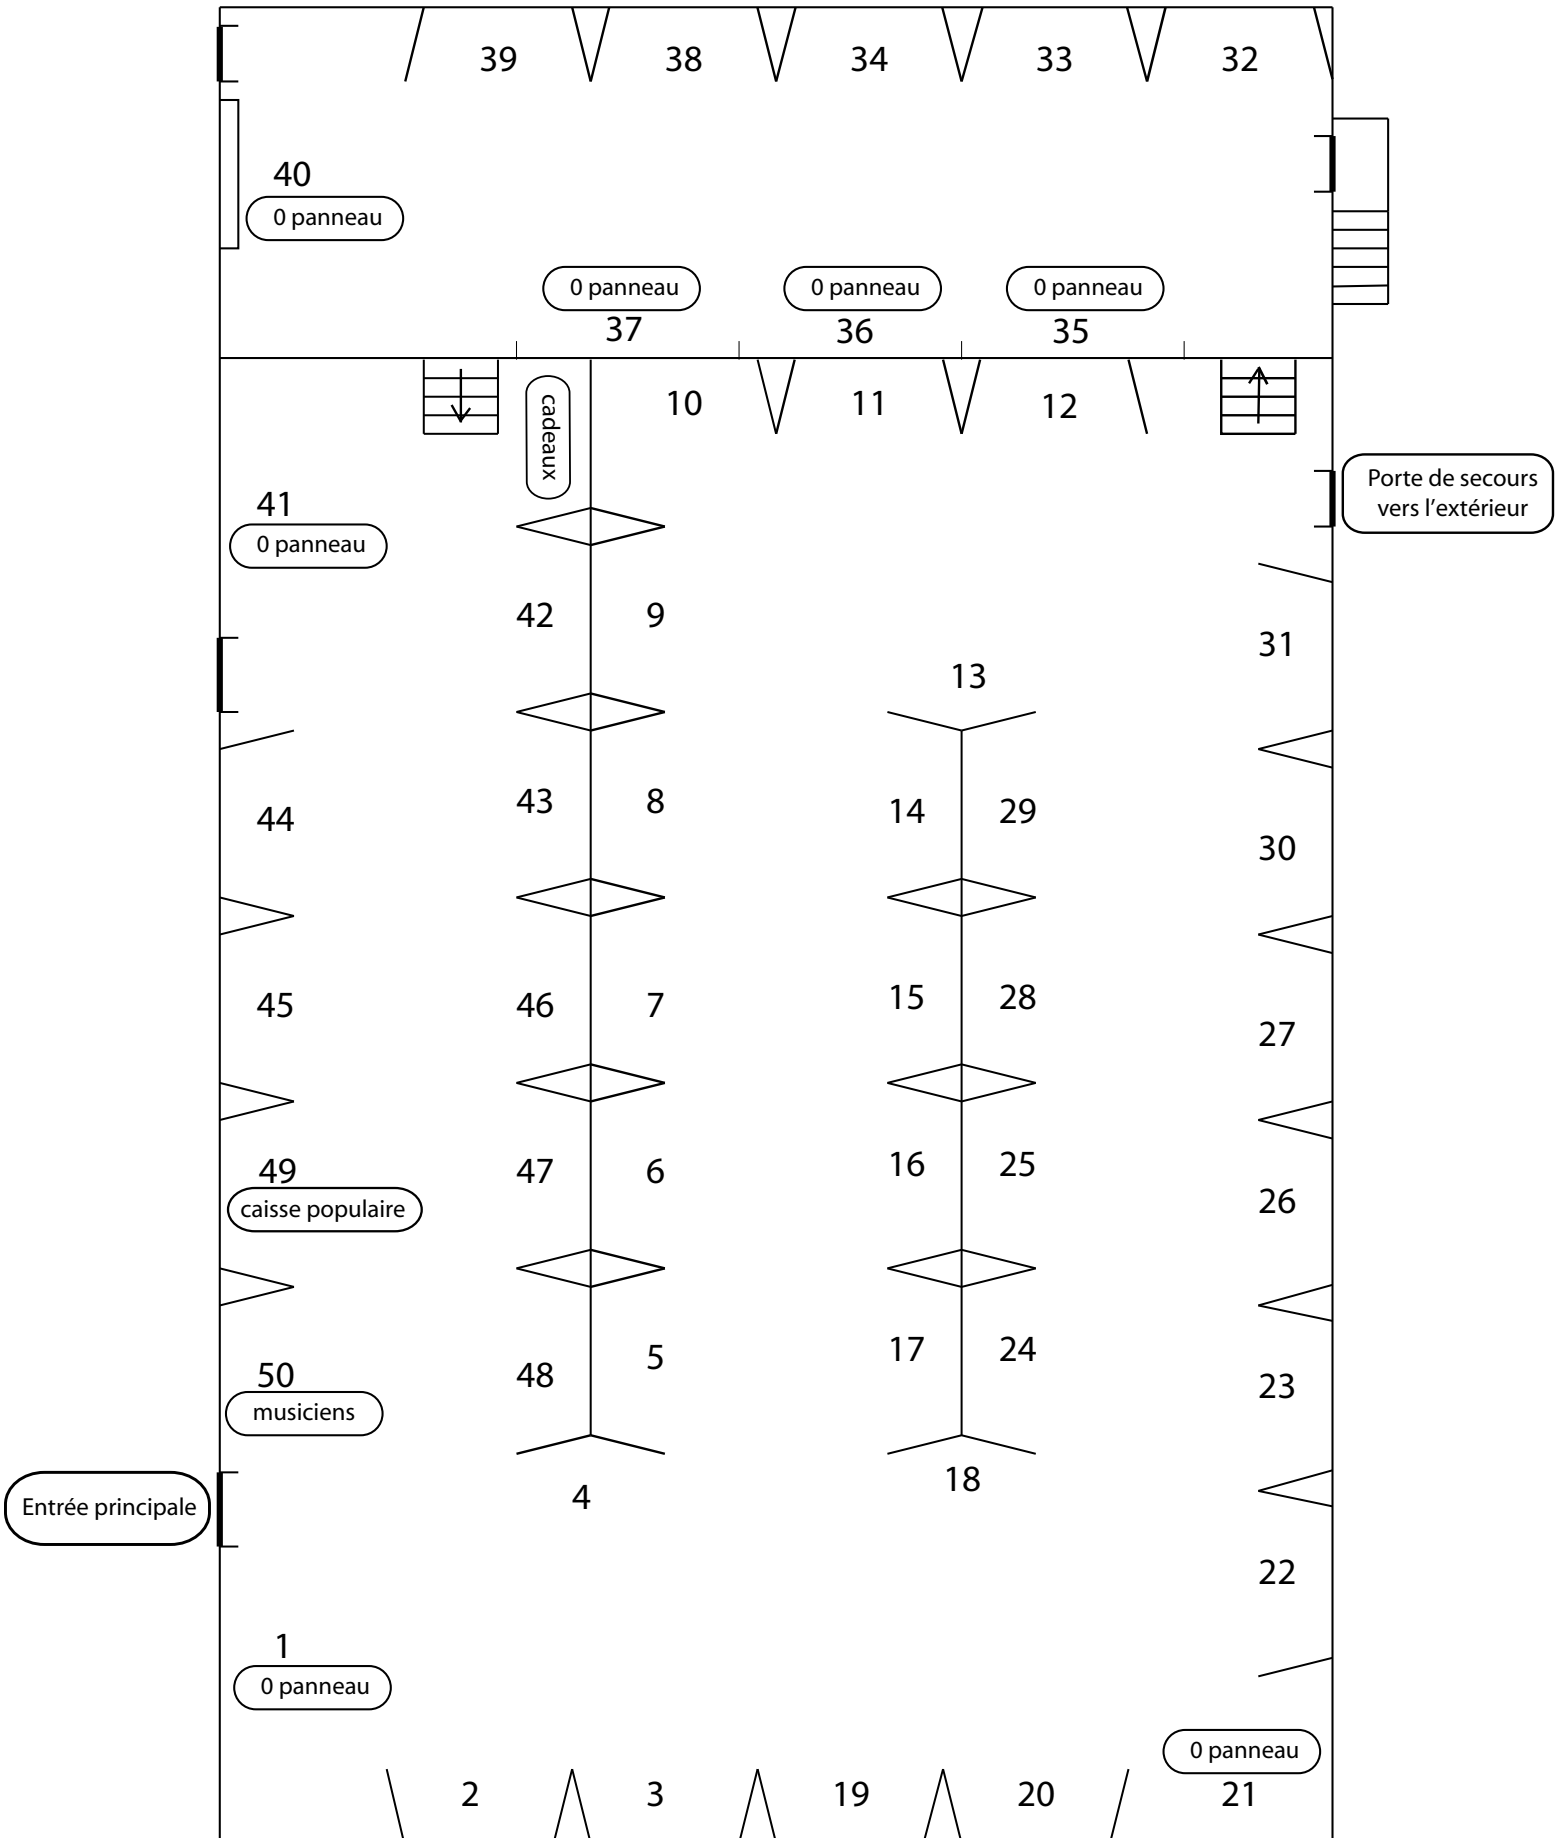 39 38 34 33 32
40
0 panneau
0 panneau 0 panneau 0 panneau
37 36 35
10 11 12
cadeaux
Porte de secours
vers l'extérieur
41
0 panneau
42 9
31
13
43 8 14 29
44
30
45 46 7 15 28
27
49 47 6 16 25
caisse populaire
26
50 48 5 17 24
musiciens
23
Entrée principale
4 18
22
1
0 panneau
0 panneau
2 3 19 20 21